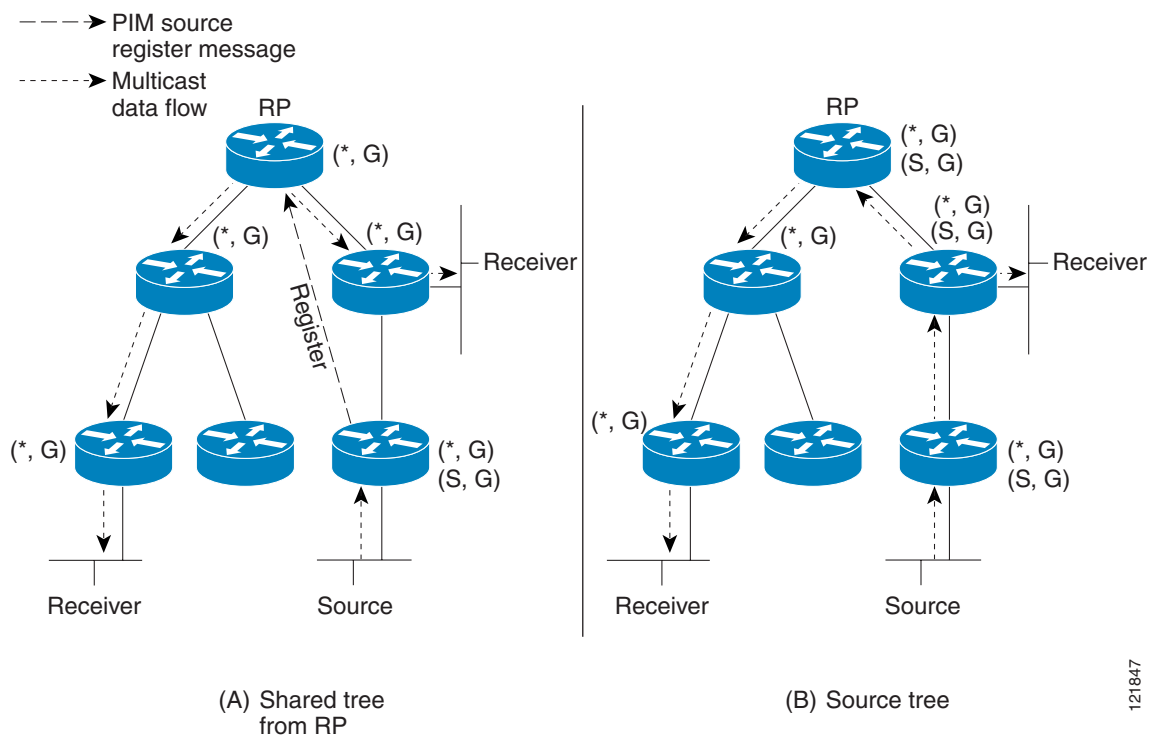 PIM source
register message
Multicast
data flow
RP
(*, G)
(*, G)
(*, G)
Receiver
Register
(*, G)
(*, G)
(S, G)
Receiver
Source
(A) Shared tree
from RP
RP
(*, G)
(S, G)
(*, G)
(*, G)
(S, G)
Receiver
(*, G)
(*, G)
(S, G)
Receiver
Source
(B) Source tree
121847